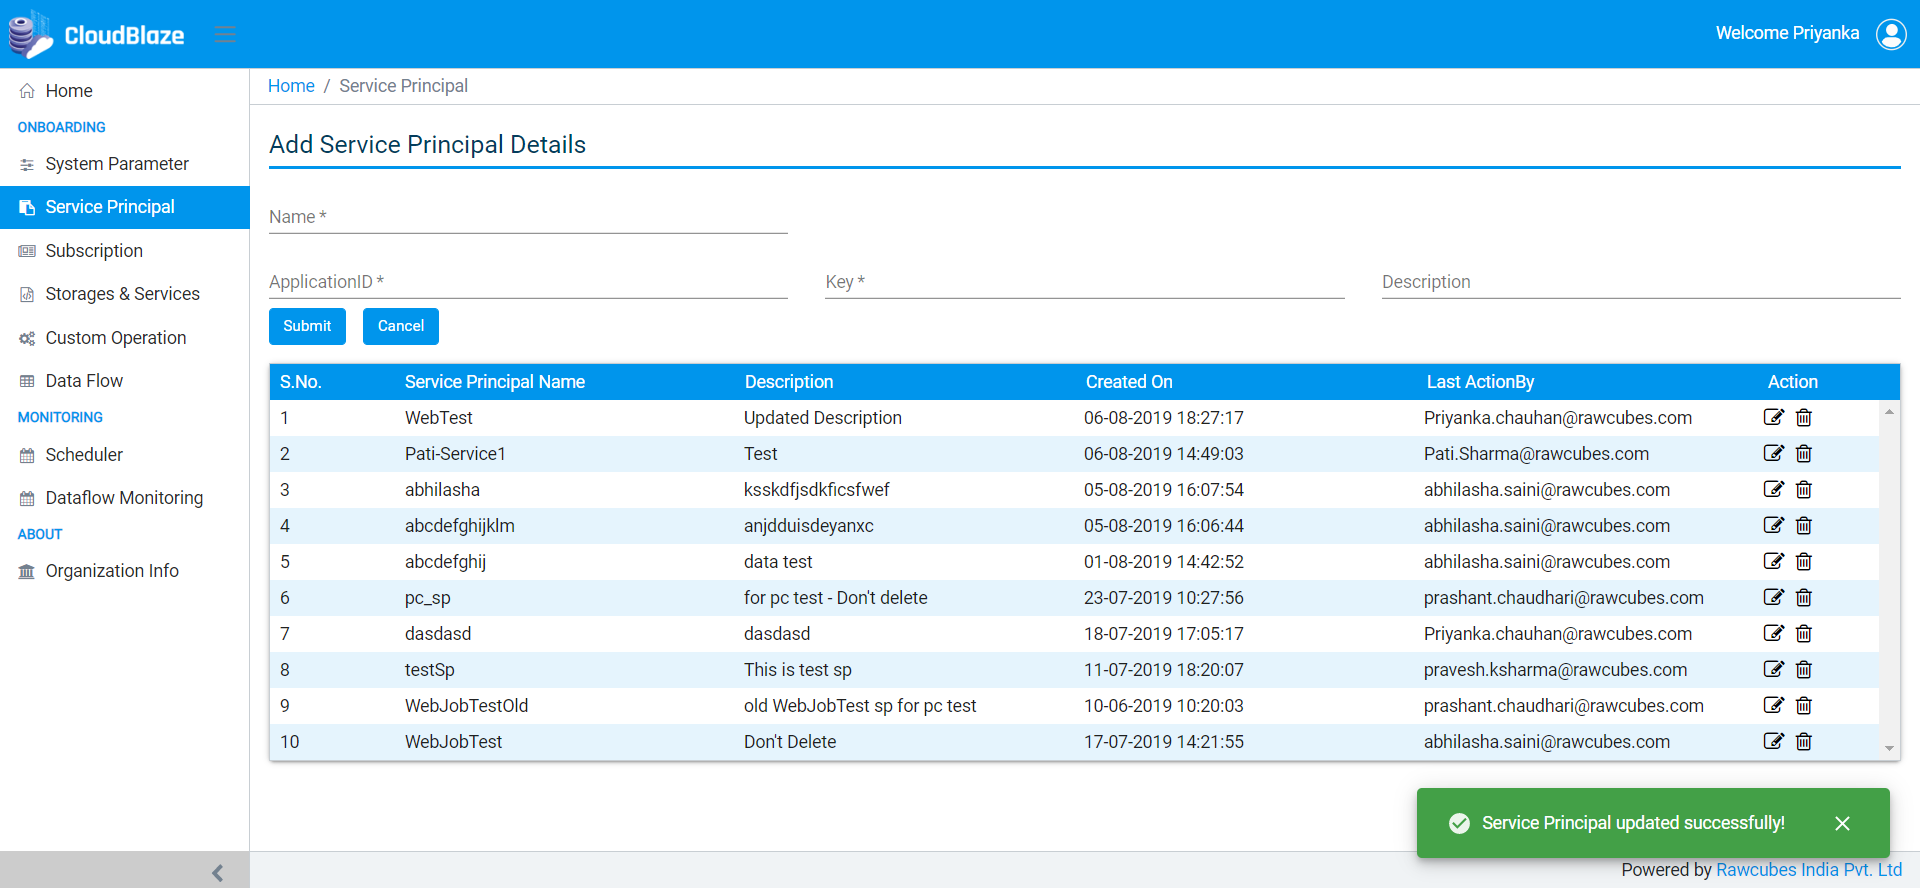 CloudBlaze
Welcome Priyanka
Home
ONBOARDING
System Parameter
Service Principal
Subscription
Storages & Services
Custom Operation
Data Flow
MONITORING
Scheduler
Dataflow Monitoring
ABOUT
Organization Info
Home / Service Principal
Add Service Principal Details
Name *
ApplicationID * Key * Description
Submit Cancel
S.No. Service Principal Name Description Created On Last ActionBy Action
1 WebTest Updated Description 06-08-2019 18:27:17 Priyanka.chauhan@rawcubes.com
2 Pati-Service1 Test 06-08-2019 14:49:03 Pati.Sharma@rawcubes.com
3 abhilasha ksskdfjsdkficsfwef 05-08-2019 16:07:54 abhilasha.saini@rawcubes.com
4 abcdefghijklm anjdduisdeyanxc 05-08-2019 16:06:44 abhilasha.saini@rawcubes.com
5 abcdefghij data test 01-08-2019 14:42:52 abhilasha.saini@rawcubes.com
6 pc_sp for pc test - Don't delete 23-07-2019 10:27:56 prashant.chaudhari@rawcubes.com
7 dasdasd dasdasd 18-07-2019 17:05:17 Priyanka.chauhan@rawcubes.com
8 testSp This is test sp 11-07-2019 18:20:07 pravesh.ksharma@rawcubes.com
9 WebJobTestOld old WebJobTest sp for pc test 10-06-2019 10:20:03 prashant.chaudhari@rawcubes.com
10 WebJobTest Don't Delete 17-07-2019 14:21:55 abhilasha.saini@rawcubes.com
Service Principal updated successfully!
Powered by Rawcubes India Pvt. Ltd